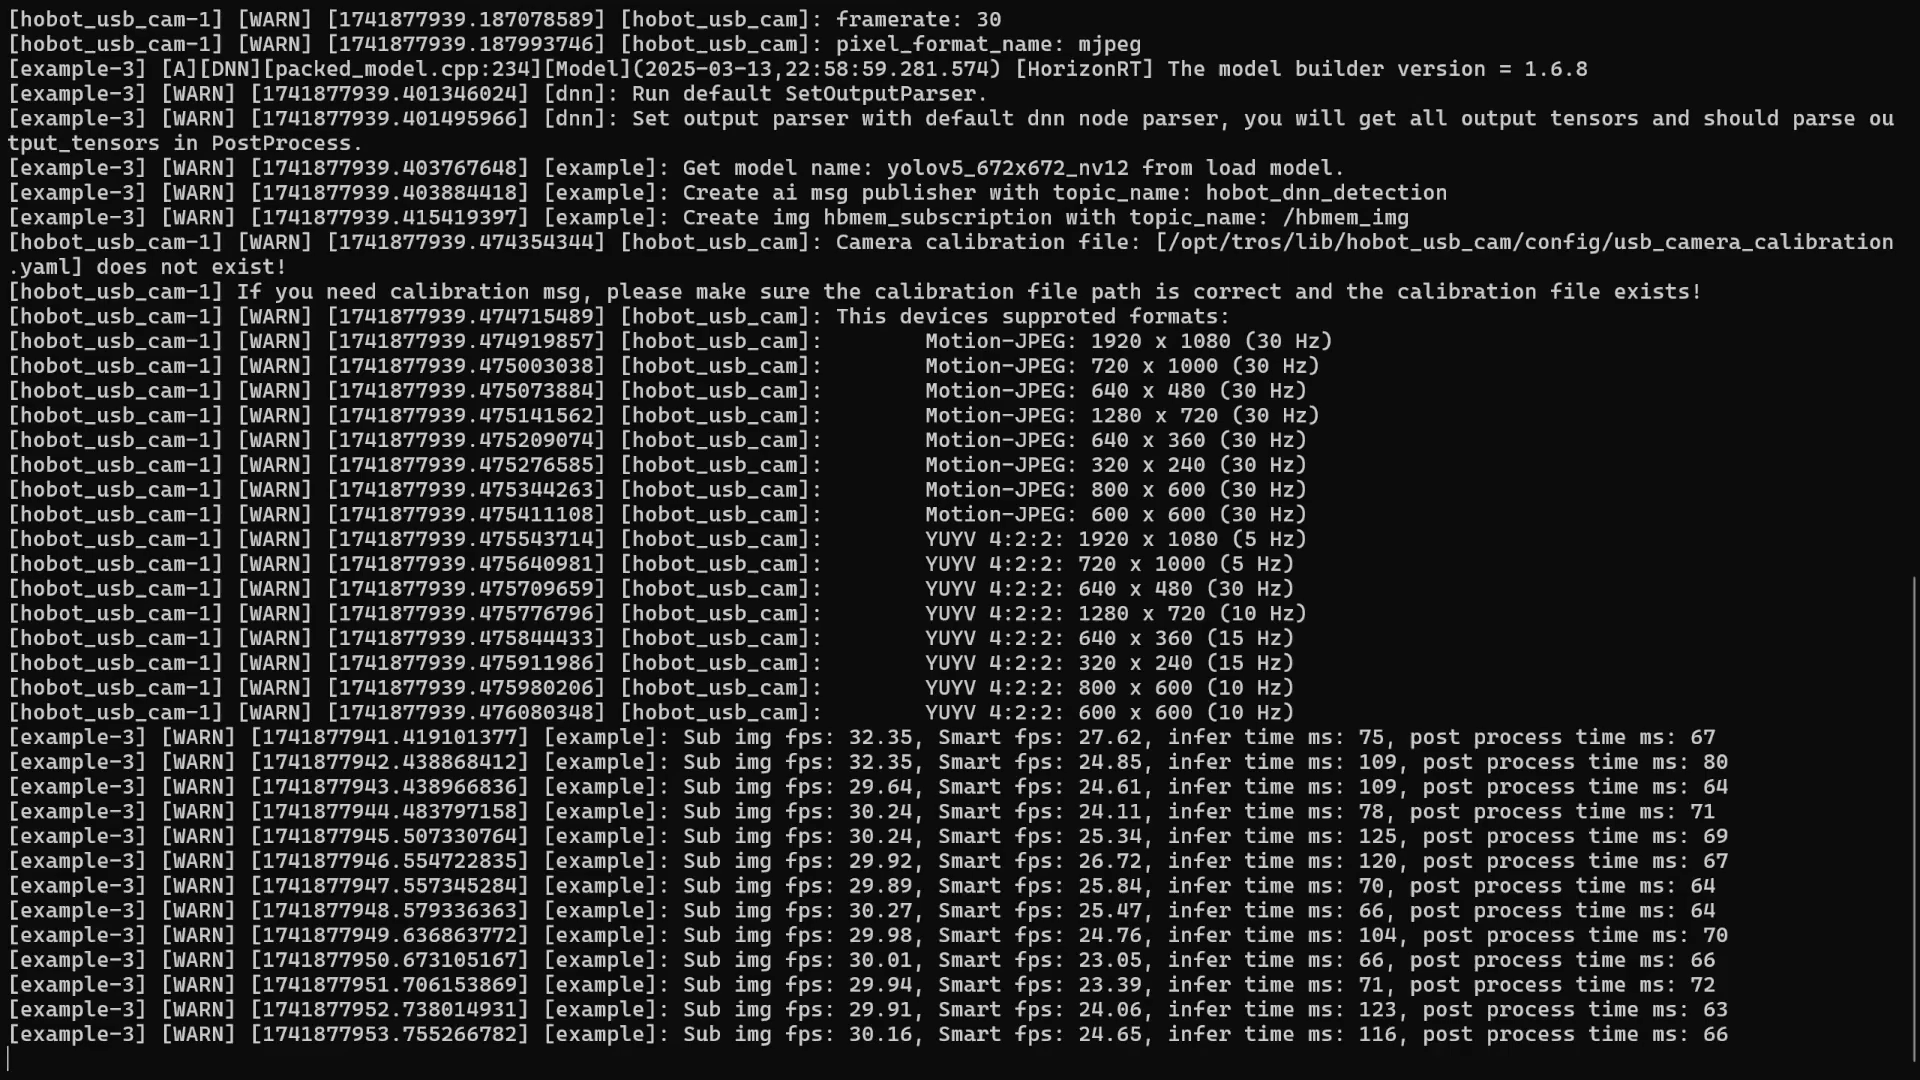 [hobot_usb_cam-1] [WARN] [1741877939.187078589] [hobot_usb_cam]: framerate: 30
[hobot_usb_cam-1] [WARN] [1741877939.187993746] [hobot_usb_cam]: pixel_format_name: mjpeg
[example-3] [A][DNN][packed_model.cpp:234][Model](2025-03-13,22:58:59.281.574) [HorizonRT] The model builder version = 1.6.8
[example-3] [WARN] [1741877939.401346024] [dnn]: Run default SetOutputParser.
[example-3] [WARN] [1741877939.401495966] [dnn]: Set output parser with default dnn node parser, you will get all output tensors and should parse ou
tput_tensors in PostProcess.
[example-3] [WARN] [1741877939.403767648] [example]: Get model name: yolov5_672x672_nv12 from load model.
[example-3] [WARN] [1741877939.403884418] [example]: Create ai msg publisher with topic_name: hobot_dnn_detection
[example-3] [WARN] [1741877939.415419397] [example]: Create img hbmem_subscription with topic_name: /hbmem_img
[hobot_usb_cam-1] [WARN] [1741877939.474354344] [hobot_usb_cam]: Camera calibration file: [/opt/tros/lib/hobot_usb_cam/config/usb_camera_calibration
.yaml] does not exist!
[hobot_usb_cam-1] If you need calibration msg, please make sure the calibration file path is correct and the calibration file exists!
[hobot_usb_cam-1] [WARN] [1741877939.474715489] [hobot_usb_cam]: This devices supproted formats:
[hobot_usb_cam-1] [WARN] [1741877939.474919857] [hobot_usb_cam]: Motion-JPEG: 1920 x 1080 (30 Hz)
[hobot_usb_cam-1] [WARN] [1741877939.475003038] [hobot_usb_cam]: Motion-JPEG: 720 x 1000 (30 Hz)
[hobot_usb_cam-1] [WARN] [1741877939.475073884] [hobot_usb_cam]: Motion-JPEG: 640 x 480 (30 Hz)
[hobot_usb_cam-1] [WARN] [1741877939.475141562] [hobot_usb_cam]: Motion-JPEG: 1280 x 720 (30 Hz)
[hobot_usb_cam-1] [WARN] [1741877939.475209074] [hobot_usb_cam]: Motion-JPEG: 640 x 360 (30 Hz)
[hobot_usb_cam-1] [WARN] [1741877939.475276585] [hobot_usb_cam]: Motion-JPEG: 320 x 240 (30 Hz)
[hobot_usb_cam-1] [WARN] [1741877939.475344263] [hobot_usb_cam]: Motion-JPEG: 800 x 600 (30 Hz)
[hobot_usb_cam-1] [WARN] [1741877939.475411108] [hobot_usb_cam]: Motion-JPEG: 600 x 600 (30 Hz)
[hobot_usb_cam-1] [WARN] [1741877939.475543714] [hobot_usb_cam]: YUYV 4:2:2: 1920 x 1080 (5 Hz)
[hobot_usb_cam-1] [WARN] [1741877939.475640981] [hobot_usb_cam]: YUYV 4:2:2: 720 x 1000 (5 Hz)
[hobot_usb_cam-1] [WARN] [1741877939.475709659] [hobot_usb_cam]: YUYV 4:2:2: 640 x 480 (30 Hz)
[hobot_usb_cam-1] [WARN] [1741877939.475776796] [hobot_usb_cam]: YUYV 4:2:2: 1280 x 720 (10 Hz)
[hobot_usb_cam-1] [WARN] [1741877939.475844433] [hobot_usb_cam]: YUYV 4:2:2: 640 x 360 (15 Hz)
[hobot_usb_cam-1] [WARN] [1741877939.475911986] [hobot_usb_cam]: YUYV 4:2:2: 320 x 240 (15 Hz)
[hobot_usb_cam-1] [WARN] [1741877939.475980206] [hobot_usb_cam]: YUYV 4:2:2: 800 x 600 (10 Hz)
[hobot_usb_cam-1] [WARN] [1741877939.476080348] [hobot_usb_cam]: YUYV 4:2:2: 600 x 600 (10 Hz)
[example-3] [WARN] [1741877941.419101377] [example]: Sub img fps: 32.35, Smart fps: 27.62, infer time ms: 75, post process time ms: 67
[example-3] [WARN] [1741877942.438868412] [example]: Sub img fps: 32.35, Smart fps: 24.85, infer time ms: 109, post process time ms: 80
[example-3] [WARN] [1741877943.438966836] [example]: Sub img fps: 29.64, Smart fps: 24.61, infer time ms: 109, post process time ms: 64
[example-3] [WARN] [1741877944.483797158] [example]: Sub img fps: 30.24, Smart fps: 24.11, infer time ms: 78, post process time ms: 71
[example-3] [WARN] [1741877945.507330764] [example]: Sub img fps: 30.24, Smart fps: 25.34, infer time ms: 125, post process time ms: 69
[example-3] [WARN] [1741877946.554722835] [example]: Sub img fps: 29.92, Smart fps: 26.72, infer time ms: 120, post process time ms: 67
[example-3] [WARN] [1741877947.557345284] [example]: Sub img fps: 29.89, Smart fps: 25.84, infer time ms: 70, post process time ms: 64
[example-3] [WARN] [1741877948.579336363] [example]: Sub img fps: 30.27, Smart fps: 25.47, infer time ms: 66, post process time ms: 64
[example-3] [WARN] [1741877949.636863772] [example]: Sub img fps: 29.98, Smart fps: 24.76, infer time ms: 104, post process time ms: 70
[example-3] [WARN] [1741877950.673105167] [example]: Sub img fps: 30.01, Smart fps: 23.05, infer time ms: 66, post process time ms: 66
[example-3] [WARN] [1741877951.706153869] [example]: Sub img fps: 29.94, Smart fps: 23.39, infer time ms: 71, post process time ms: 72
[example-3] [WARN] [1741877952.738014931] [example]: Sub img fps: 29.91, Smart fps: 24.06, infer time ms: 123, post process time ms: 63
[example-3] [WARN] [1741877953.755266782] [example]: Sub img fps: 30.16, Smart fps: 24.65, infer time ms: 116, post process time ms: 66